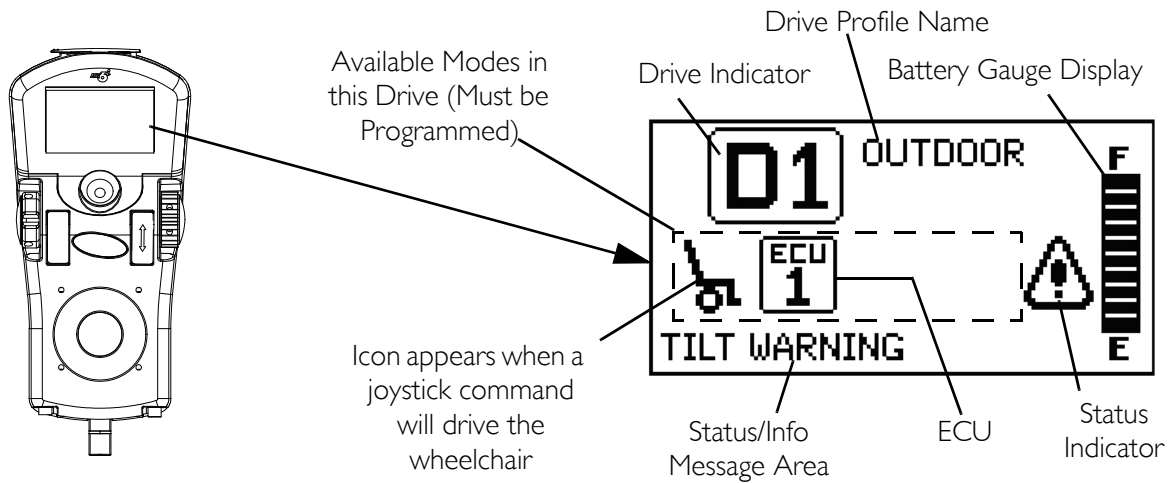 Drive Profile Name
Available Modes in
this Drive (Must be
Programmed)
Drive Indicator
Battery Gauge Display
D1
OUTDOOR
F
ECU
1
TILT WARNING
E
Icon appears when a
joystick command
will drive the
wheelchair
Status/Info
Message Area
ECU
Status
Indicator